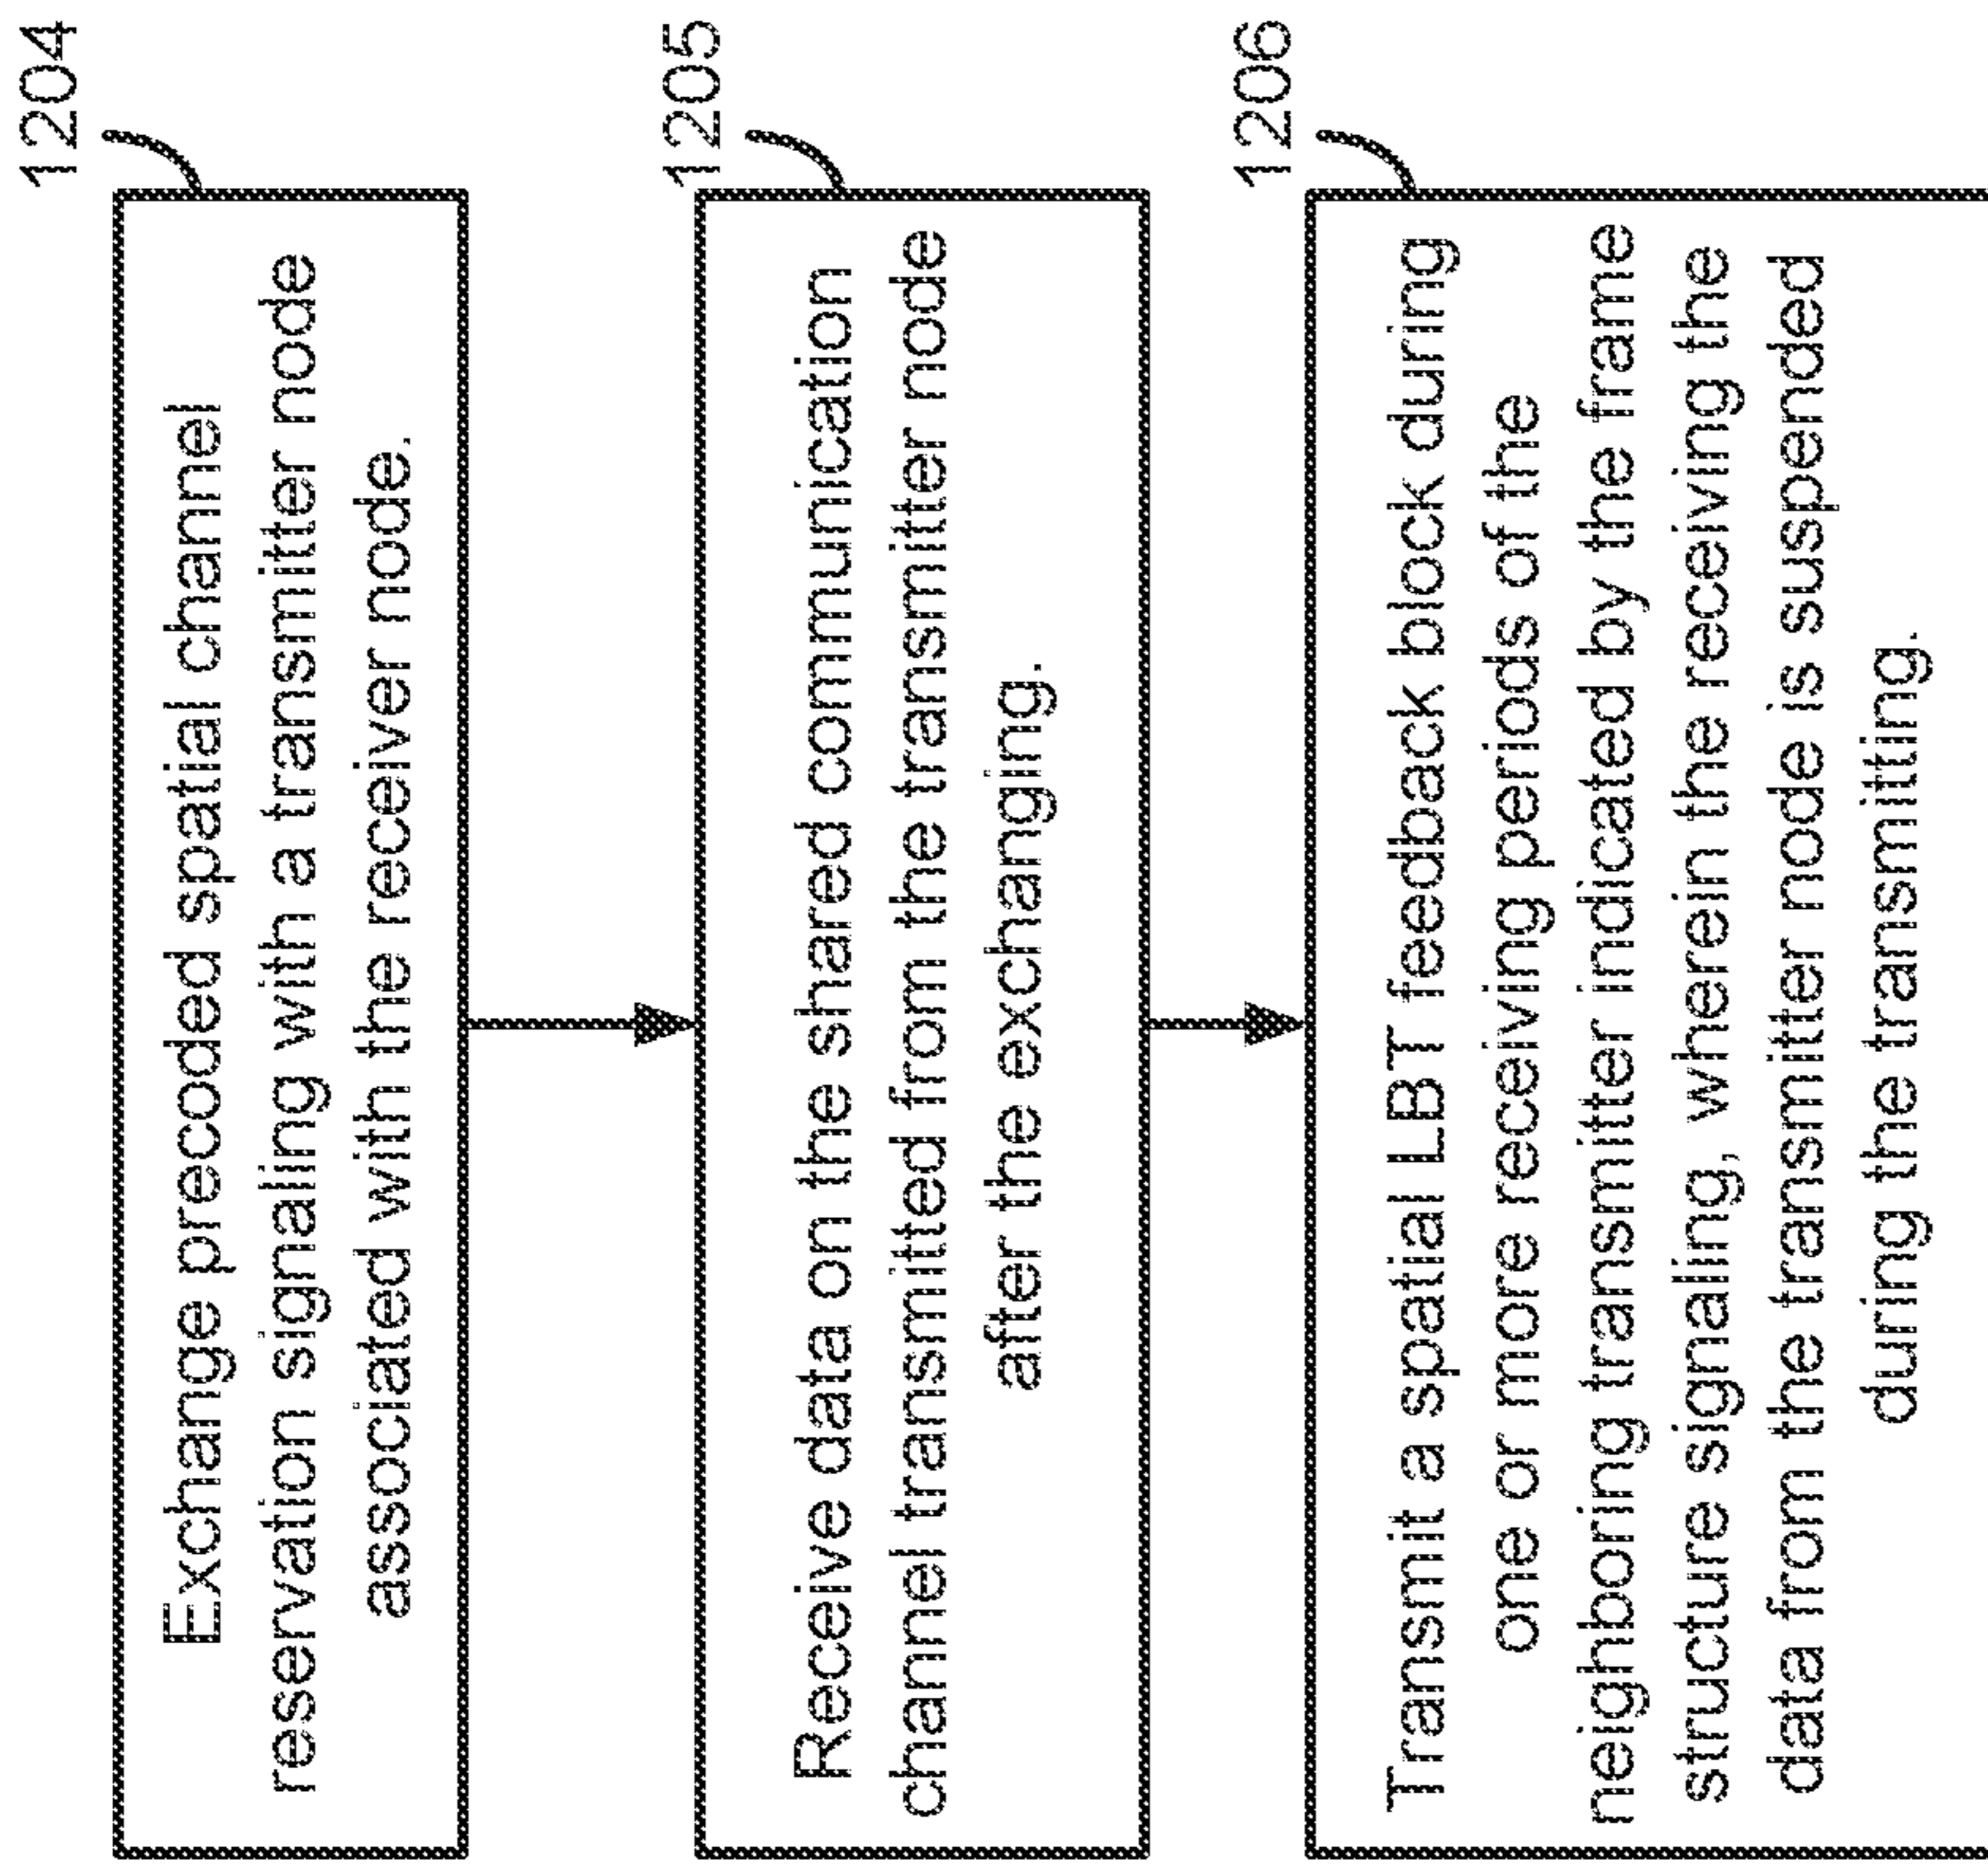 1204
Exchange precoded spatial channel
reservation signaling with a transmitter node
associated with the receiver node.
1205
Receive data on the shared communication
channel transmitted from the transmitter node
after the exchanging.
1206
Transmit a spatial LBT feedback block during
one or more receiving periods of the
neighboring transmitter indicated by the frame
structure signaling, wherein the receiving the
data from the transmitter node is suspended
during the transmitting.